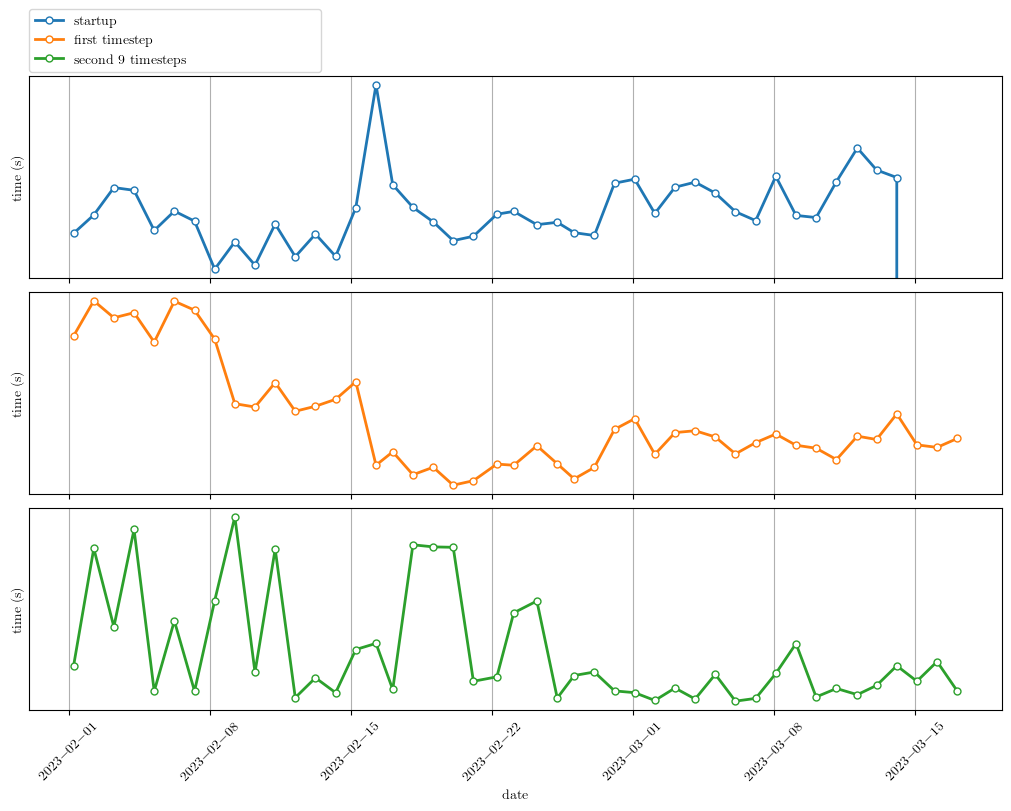 startup
first timestep
second 9 timesteps
time (s)
time (s)
time (s)
2023−02−01
2023−02−08
2023−02−15
2023−02−22
2023−03−01
2023−03−08
2023−03−15
date